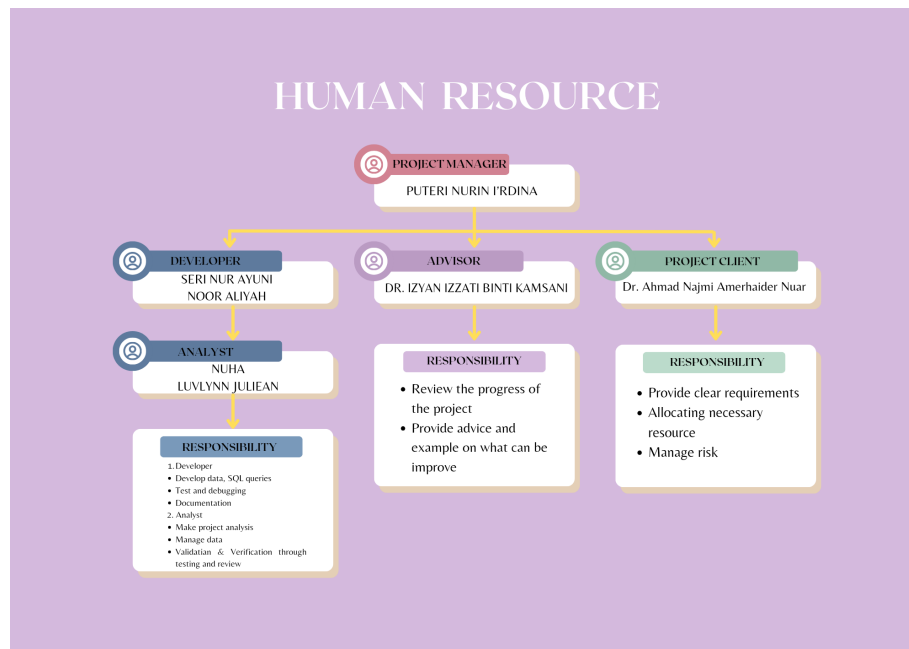 HUMAN RESOURCE
PROJECT MANAGER
PUTERI NURIN I'RDINA
DEVELOPER
SERI NUR AYUNI
NOOR ALIYAH
ANALYST
NUHA
LUVLYNN JULIEAN
RESPONSIBILITY
1. Developer
• Develop data, SQL queries
• Test and debugging
• Documentation
2. Analyst
• Make project analysis
• Manage data
• Validatian & Verification through
testing and review
ADVISOR
DR. IZYAN IZZATI BINTI KAMSANI
RESPONSIBILITY
• Review the progress of
the project
• Provide advice and
example on what can be
improve
PROJECT CLIENT
Dr. Ahmad Najmi Amerhaider Nuar
RESPONSIBILITY
• Provide clear requirements
• Allocating necessary
resource
• Manage risk